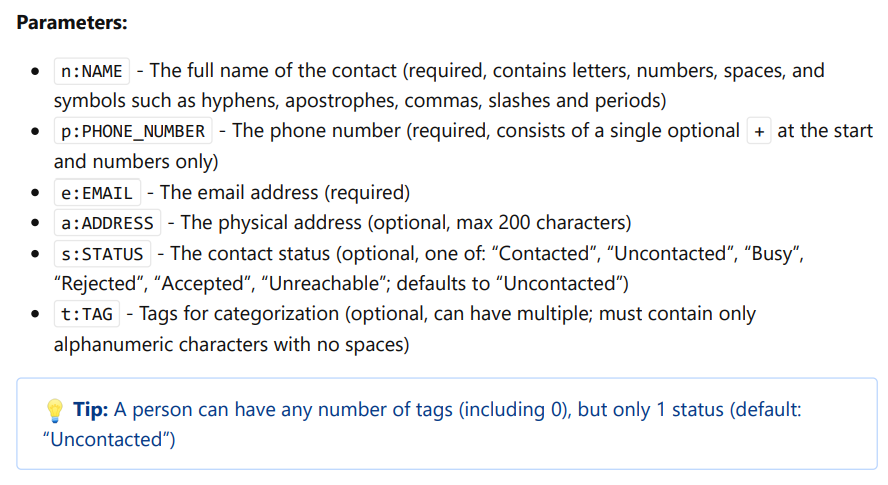 Parameters:
n:NAME - The full name of the contact (required, contains letters, numbers, spaces, and
symbols such as hyphens, apostrophes, commas, slashes and periods)
p:PHONE_NUMBER - The phone number (required, consists of a single optional + at the start
and numbers only)
e:EMAIL - The email address (required)
a:ADDRESS - The physical address (optional, max 200 characters)
s:STATUS - The contact status (optional, one of: “Contacted”, “Uncontacted”, “Busy”,
“Rejected”, “Accepted”, “Unreachable”; defaults to “Uncontacted”)
t:TAG - Tags for categorization (optional, can have multiple; must contain only
alphanumeric characters with no spaces)
Tip: A person can have any number of tags (including 0), but only 1 status (default:
“Uncontacted”)